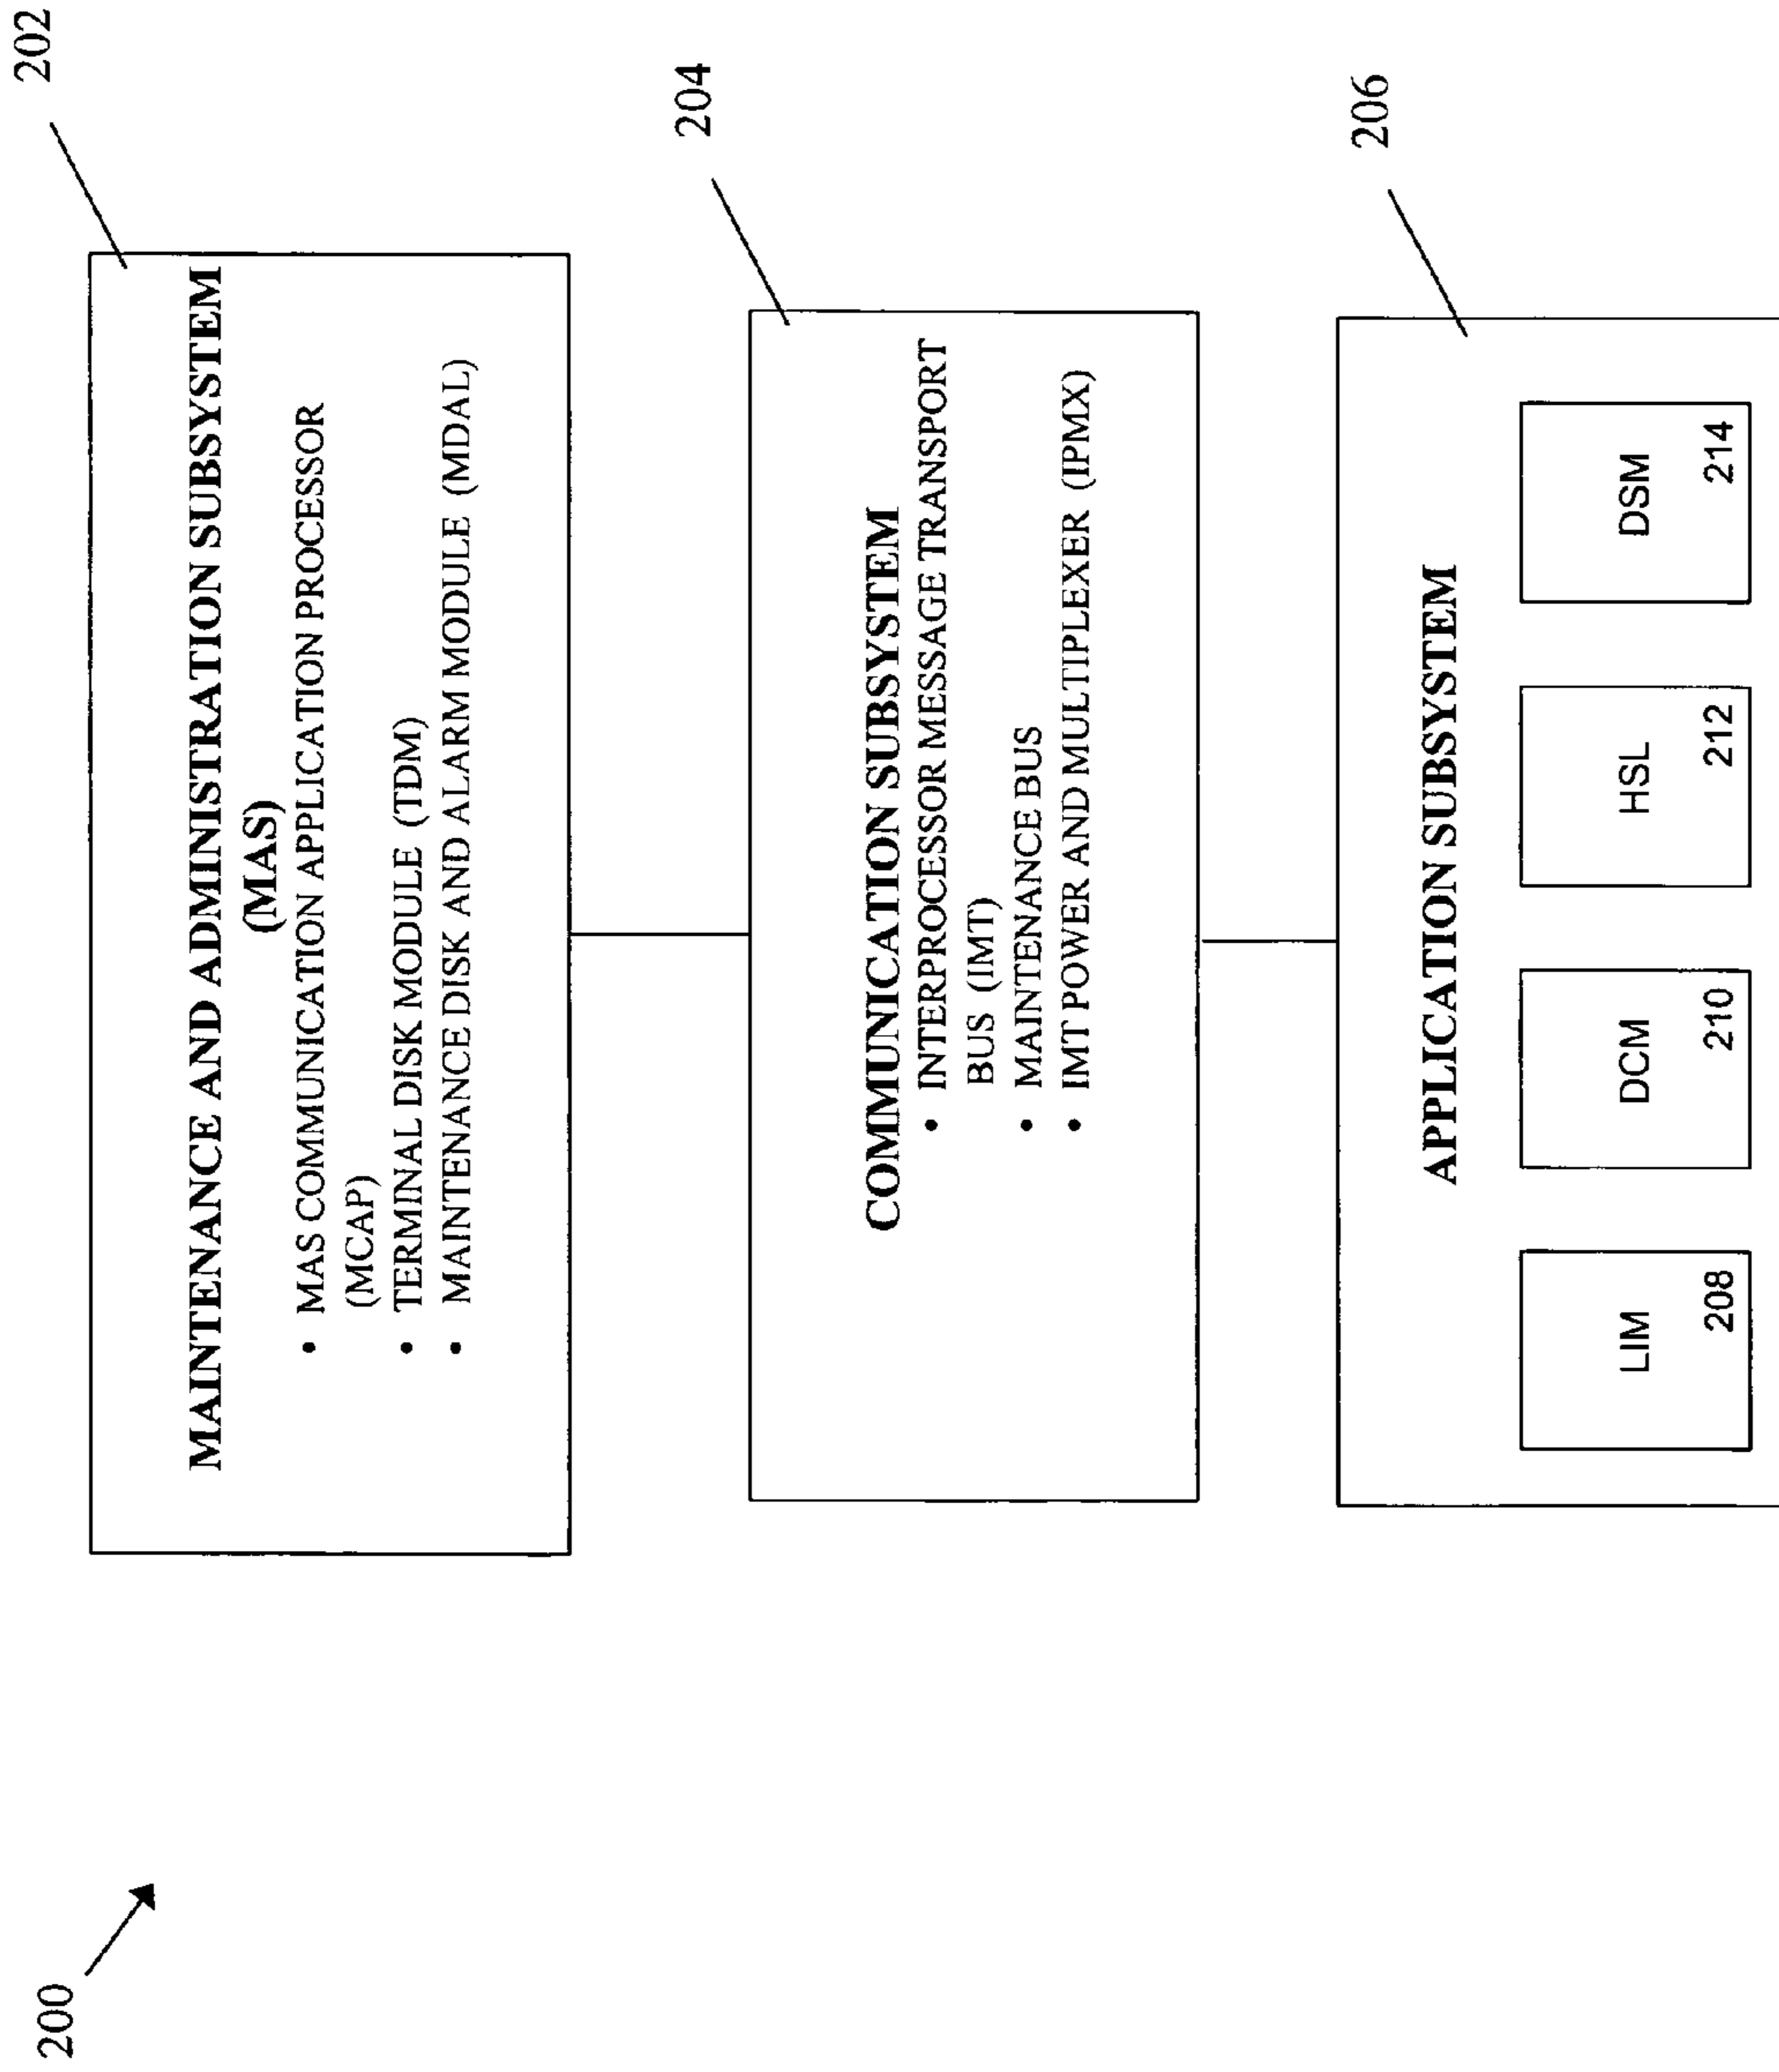 200
202
MAINTENANCE AND ADMINISTRATION SUBSYSTEM
(MAS)
• MAS COMMUNICATION APPLICATION PROCESSOR
(MCAP)
• TERMINAL DISK MODULE (TDM)
• MAINTENANCE DISK AND ALARM MODULE (MDAL)
204
COMMUNICATION SUBSYSTEM
• INTERPROCESSOR MESSAGE TRANSPORT
BUS (IMT)
• MAINTENANCE BUS
• IMT POWER AND MULTIPLEXER (IPMX)
206
APPLICATION SUBSYSTEM
LIM
208
DCM
210
HSL
212
DSM
214